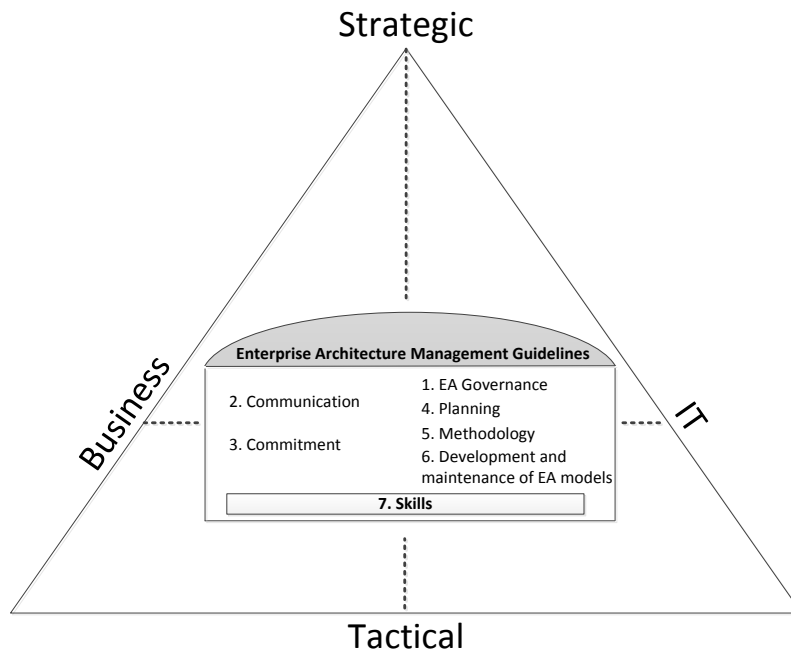 Strategic
Business
IT
Enterprise Architecture Management Guidelines
2. Communication
3. Commitment
1. EA Governance
4. Planning
5. Methodology
6. Development and
maintenance of EA models
7. Skills
Tactical